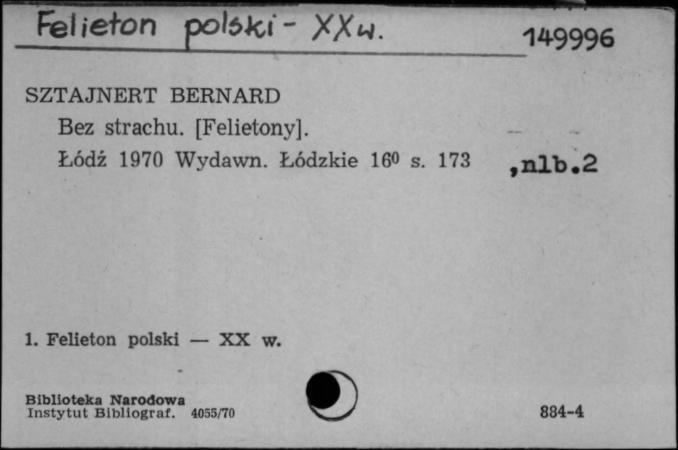 Felieton polski - XX w. 149996
SZTAJNERT BERNARD
Bez strachu. [Felietony].
Łódź 1970 Wydawn. Łódzkie 16⁰ s. 173 ,nlb.2
1. Felieton polski — XX w.
Biblioteka Narodowa
Instytut Bibliograf. 4055/70 884-4